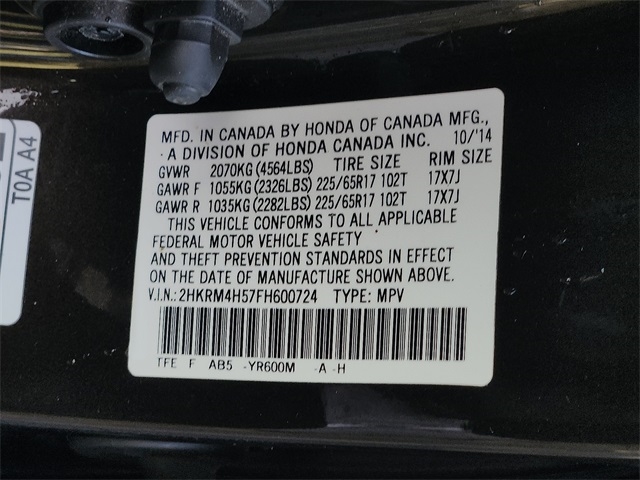 T0A A4
MFD. IN CANADA BY HONDA OF CANADA MFG.,
A DIVISION OF HONDA CANADA INC. 10/'14
GVWR 2070KG (4564LBS) TIRE SIZE RIM SIZE
GAWR F 1055KG (2326LBS) 225/65R17 102T 17X7J
GAWR R 1035KG (2282LBS) 225/65R17 102T 17X7J
THIS VEHICLE CONFORMS TO ALL APPLICABLE
FEDERAL MOTOR VEHICLE SAFETY
AND THEFT PREVENTION STANDARDS IN EFFECT
ON THE DATE OF MANUFACTURE SHOWN ABOVE.
V.I.N.: 2HKRM4H57FH600724 TYPE: MPV
TFE F AB5 -YR600M -A -H